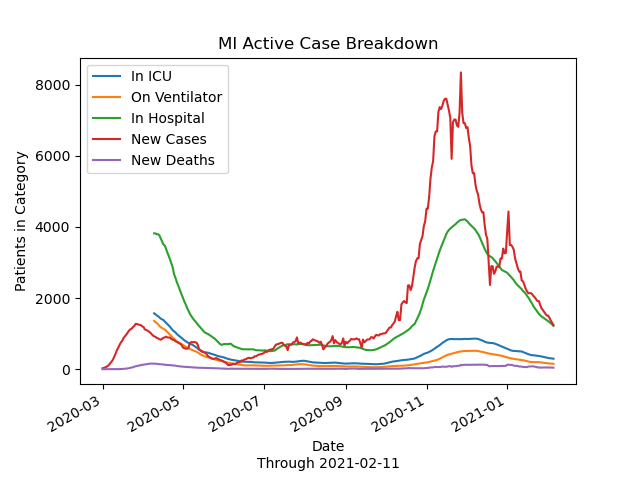 MI Active Case Breakdown
In ICU
On Ventilator
In Hospital
New Cases
New Deaths
Patients in Category
8000
6000
4000
2000
0
2020-03
2020-05
2020-07
2020-09
2020-11
2021-01
Date
Through 2021-02-11